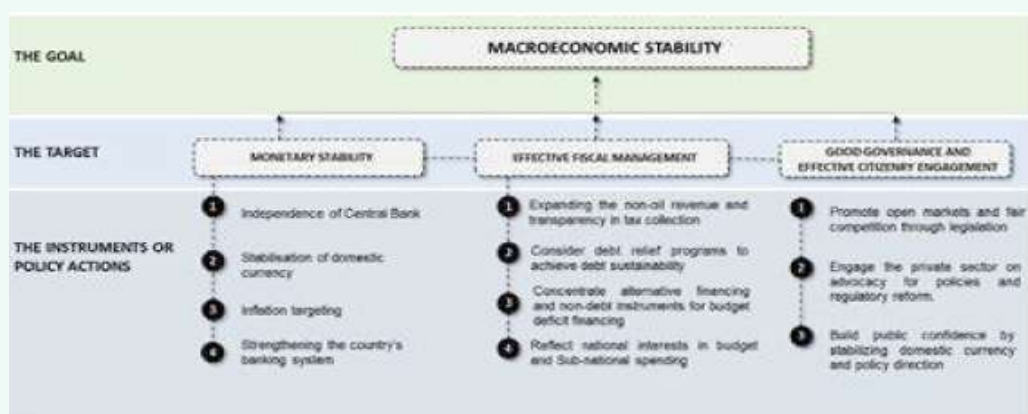 THE GOAL
MACROECONOMIC STABILITY
THE TARGET
MONETARY STABILITY
EFFECTIVE FISCAL MANAGEMENT
GOOD GOVERNANCE AND
EFFECTIVE CITIZENRY ENGAGEMENT
THE INSTRUMENTS OR
POLICY ACTIONS
1 Independence of Central Bank
2 Stabilisation of domestic
currency
3 Inflation targeting
4 Strengthening the country's
banking system
1 Expanding the non-oil revenue and
transparency in tax collection
2 Consider debt relief programs to
achieve debt sustainability
3 Concentrate alternative financing
and non-debt instruments for budget
deficit financing
4 Reflect national interests in budget
and Sub-national spending
1 Promote open markets and fair
competition through legislation
2 Engage the private sector on
advocacy for policies and
regulatory reform.
3 Build public confidence by
stabilizing domestic currency
and policy direction